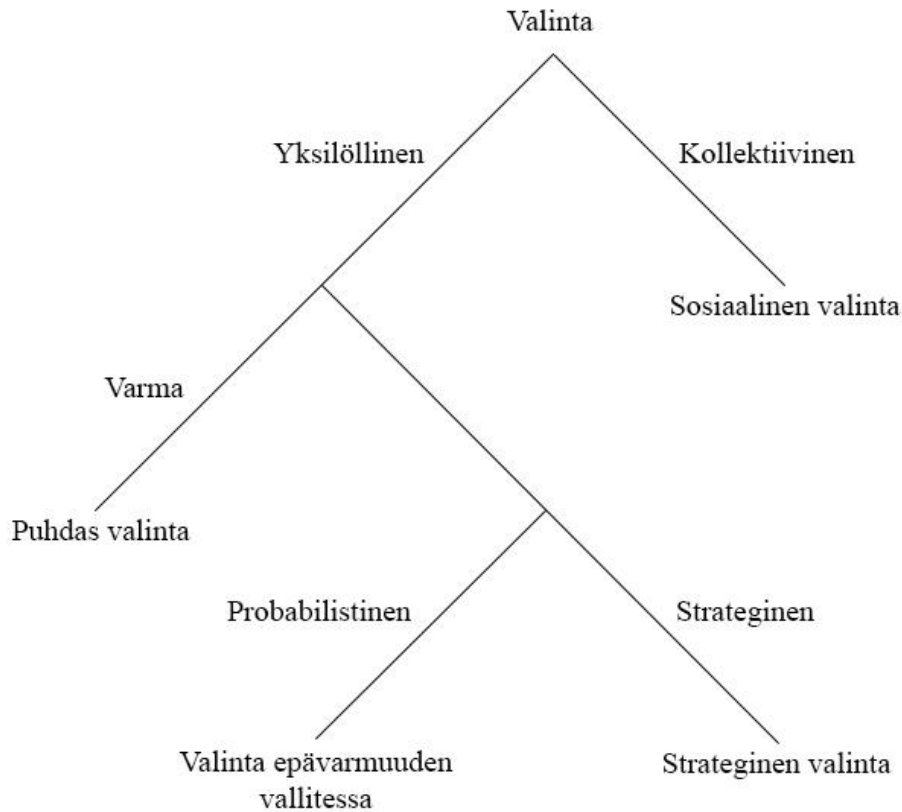 Valinta
Yksilöllinen
Kollektiivinen
Sosiaalinen valinta
Varma
Puhdas valinta
Probabilistinen
Strateginen
Valinta epävarmuuden
vallitessa
Strateginen valinta